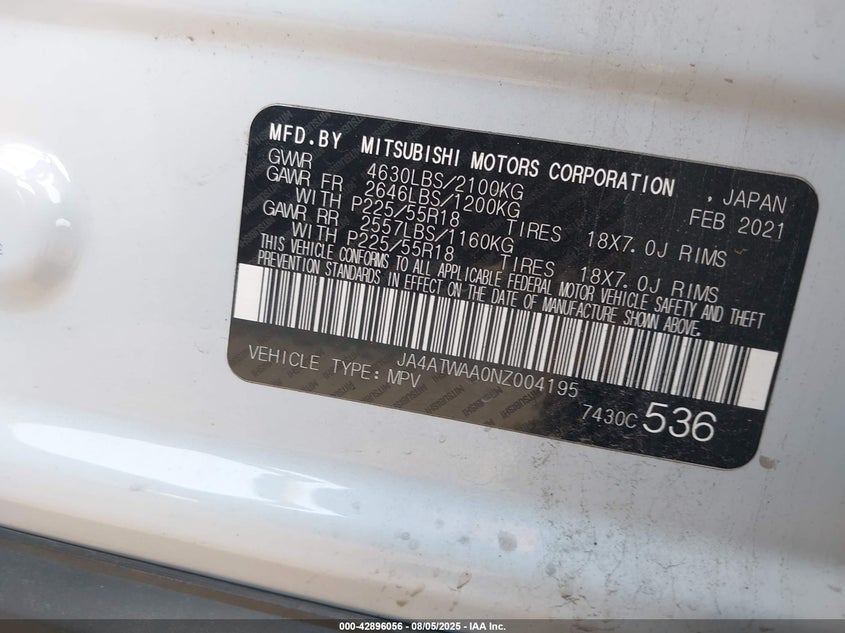 MFD.BY MITSUBISHI MOTORS CORPORATION , JAPAN
GVWR 4630LBS/2100KG FEB 2021
GAWR FR 2646LBS/1200KG
WITH P225/55R18 TIRES 18X7.0J RIMS
GAWR RR 2557LBS/1160KG
WITH P225/55R18 TIRES 18X7.0J RIMS
THIS VEHICLE CONFORMS TO ALL APPLICABLE FEDERAL MOTOR VEHICLE SAFETY AND THEFT
PREVENTION STANDARDS IN EFFECT ON THE DATE OF MANUFACTURE SHOWN ABOVE.
JA4ATWAA0NZ004195
VEHICLE TYPE: MPV
7430C 536
000-42896056 - 08/05/2025 - IAA Inc.